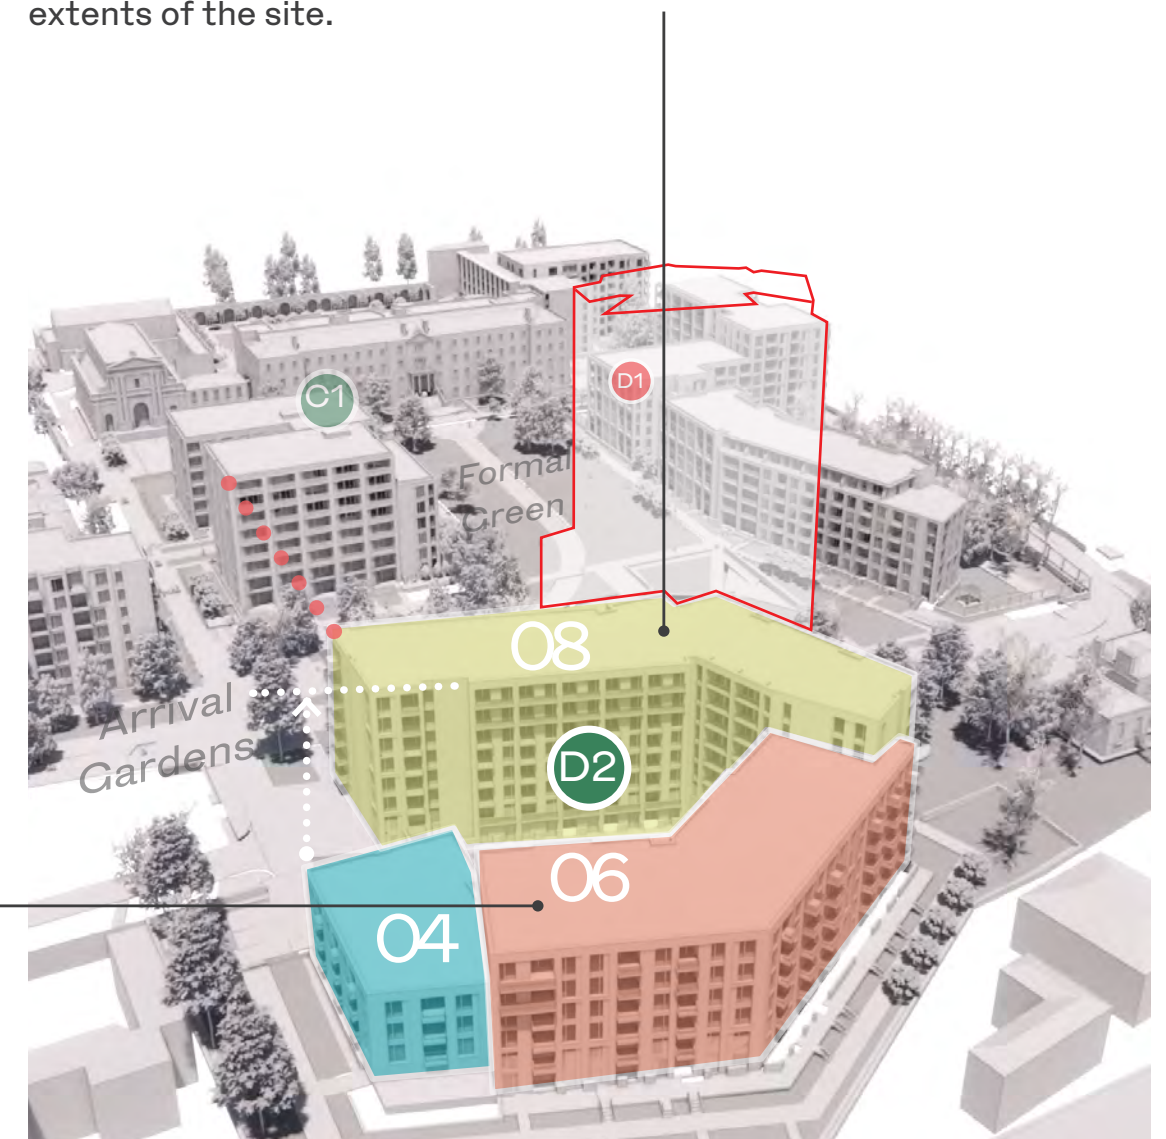 extents of the site.
C1
D1
Formal
Green
08
Arrival
Gardens
D2
06
04